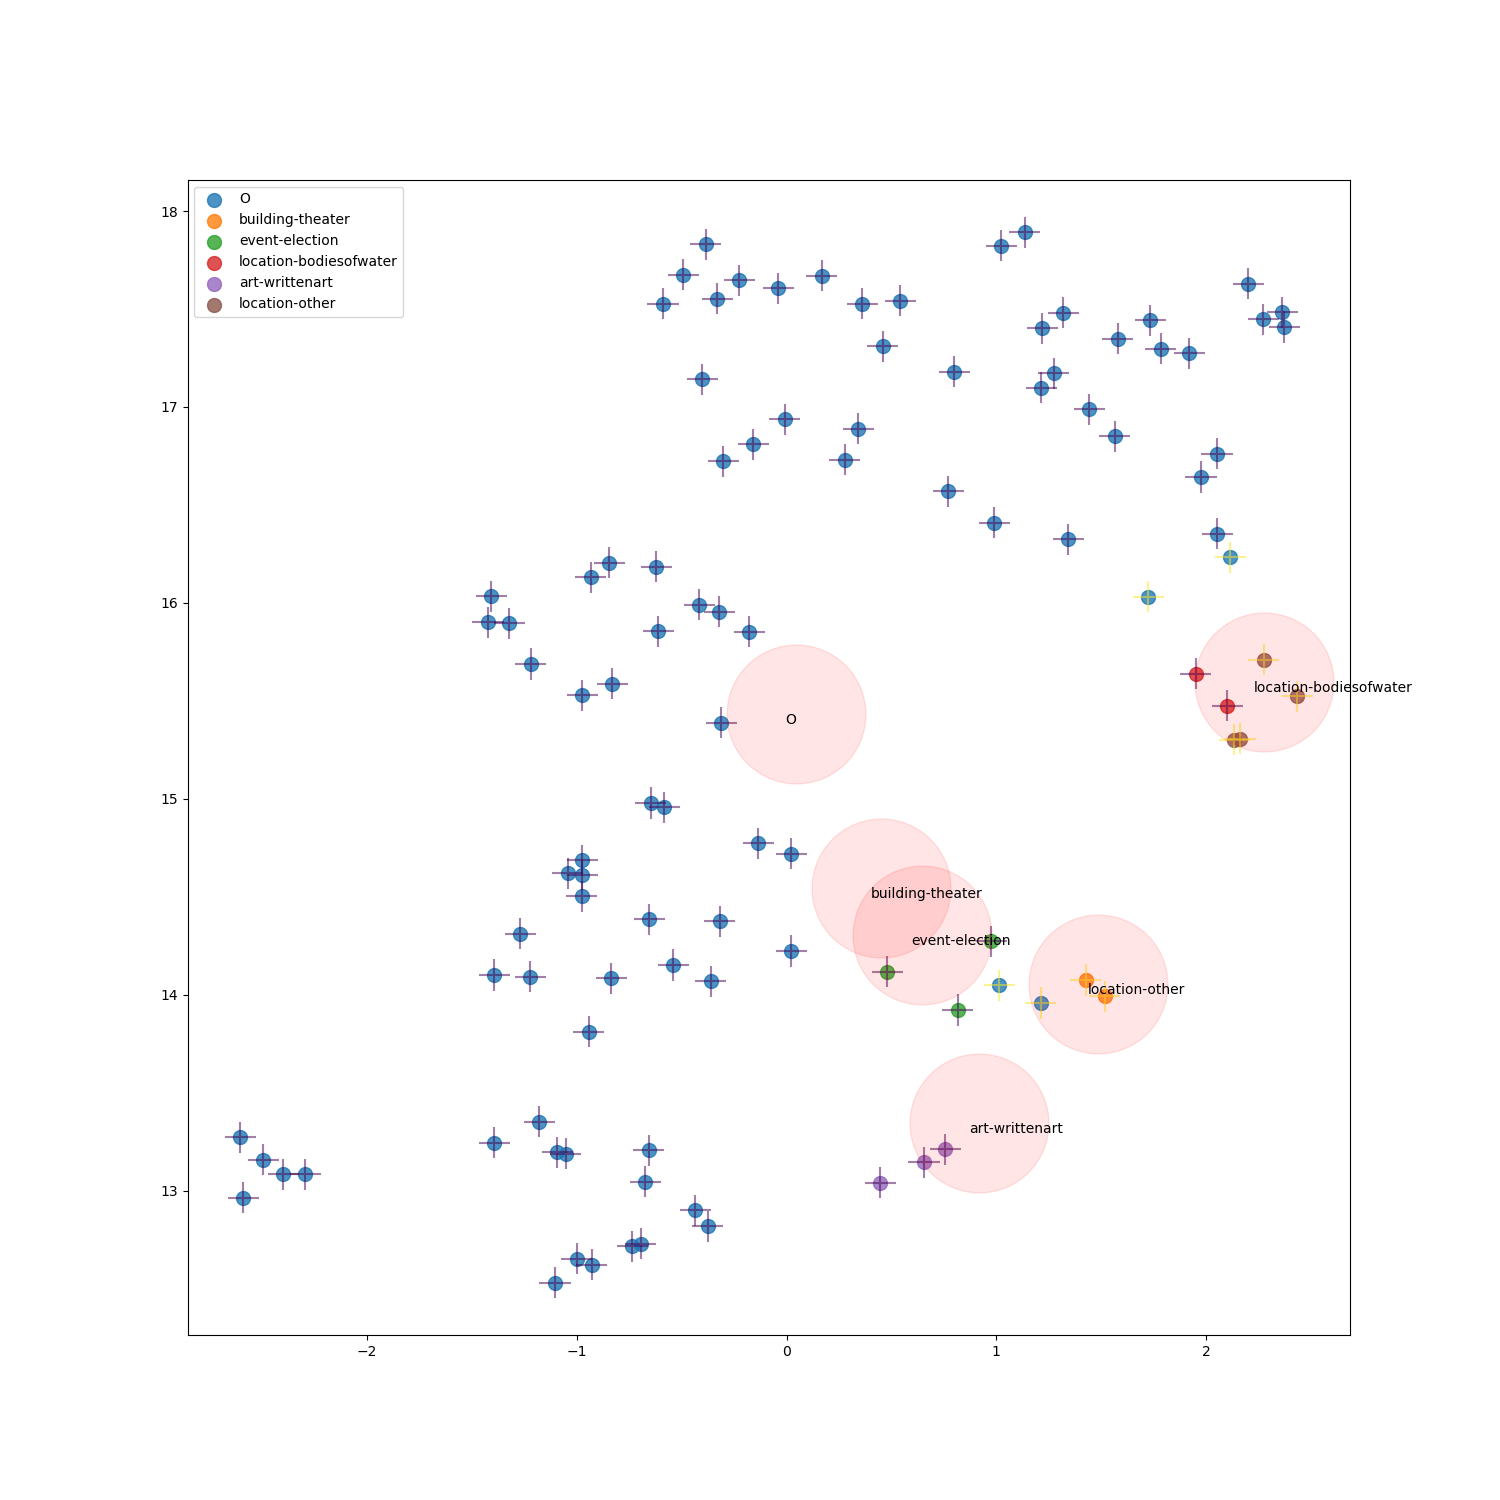 18
17
16
15
14
13
O
building-theater
event-election
location-bodiesofwater
art-writtenart
location-other
location-bodiesofwater
O
building-theater
event-election
location-other
art-writtenart
−2
−1
0
1
2